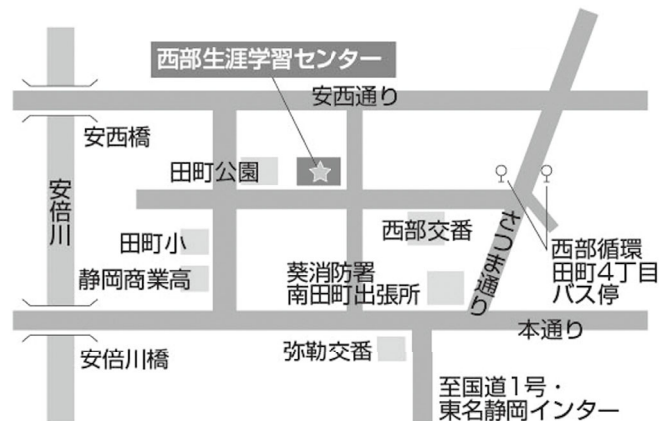 西部生涯学習センター
安西通り
安西橋
田町公園
安倍川
西部交番
さつま通り
田町小
西部循環
田町4丁目
バス停
静岡商業高
葵消防署
南田町出張所
本通り
安倍川橋
弥勒交番
至国道1号・
東名静岡インター